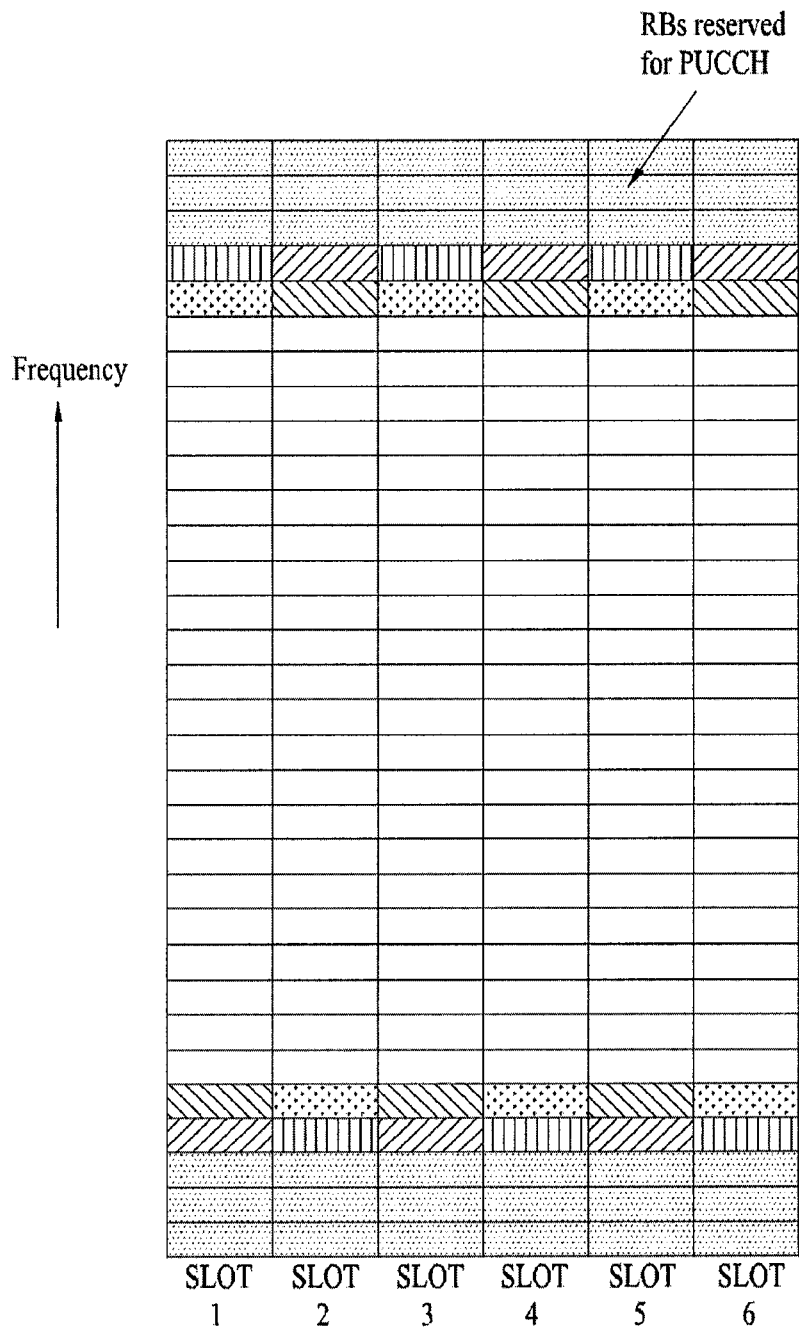 RBs reserved
for PUCCH
Frequency
SLOT SLOT SLOT SLOT SLOT SLOT
1 2 3 4 5 6